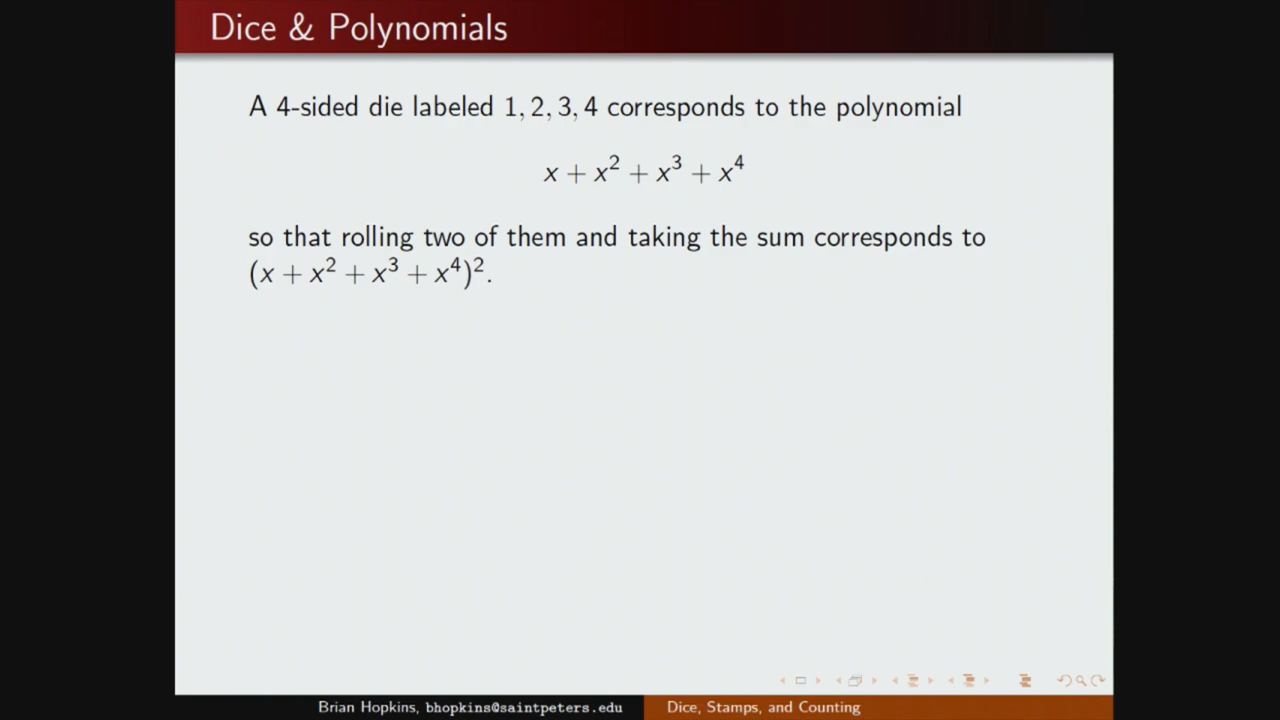 Dice & Polynomials
A 4-sided die labeled 1, 2, 3, 4 corresponds to the polynomial
x + x² + x³ + x⁴
so that rolling two of them and taking the sum corresponds to
(x + x² + x³ + x⁴)².
Brian Hopkins, bhopkins@saintpeters.edu
Dice, Stamps, and Counting